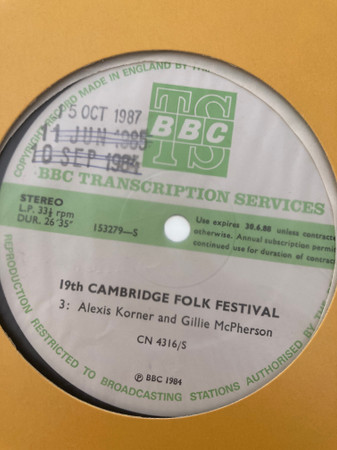 COPYRIGHT RECORD MADE IN ENGLAND BY THE
15 OCT 1987
11 JUN 1985
10 SEP 1984
TS
BBC
BBC TRANSCRIPTION SERVICES
STEREO
L.P. 33⅓ rpm
DUR. 26'35"
153279—S
Use expires 30.6.88 unless contract
otherwise. Annual subscription permit
continued use for duration of contract
19th CAMBRIDGE FOLK FESTIVAL
3: Alexis Korner and Gillie McPherson
CN 4316/S
Ⓟ BBC 1984
REPRODUCTION RESTRICTED TO BROADCASTING STATIONS AUTHORISED BY